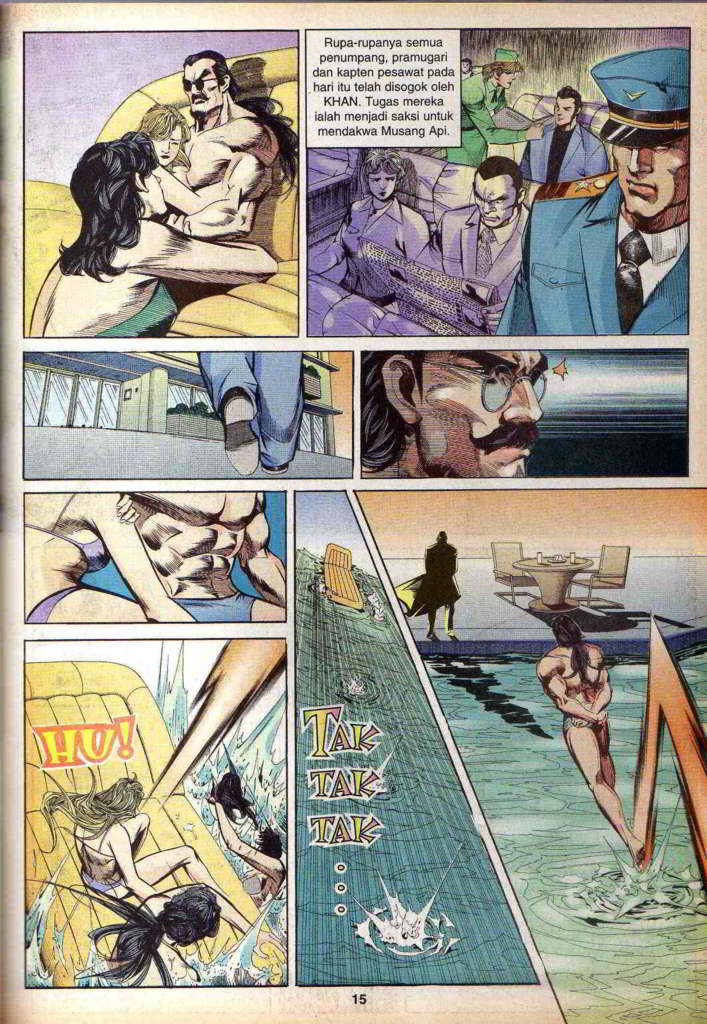 Rupa-rupanya semua
penumpang, pramugari
dan kapten pesawat pada
hari itu telah disogok oleh
KHAN. Tugas mereka
ialah menjadi saksi untuk
mendakwa Musang Api.
HU!
TAK
TAK
TAK
...
15